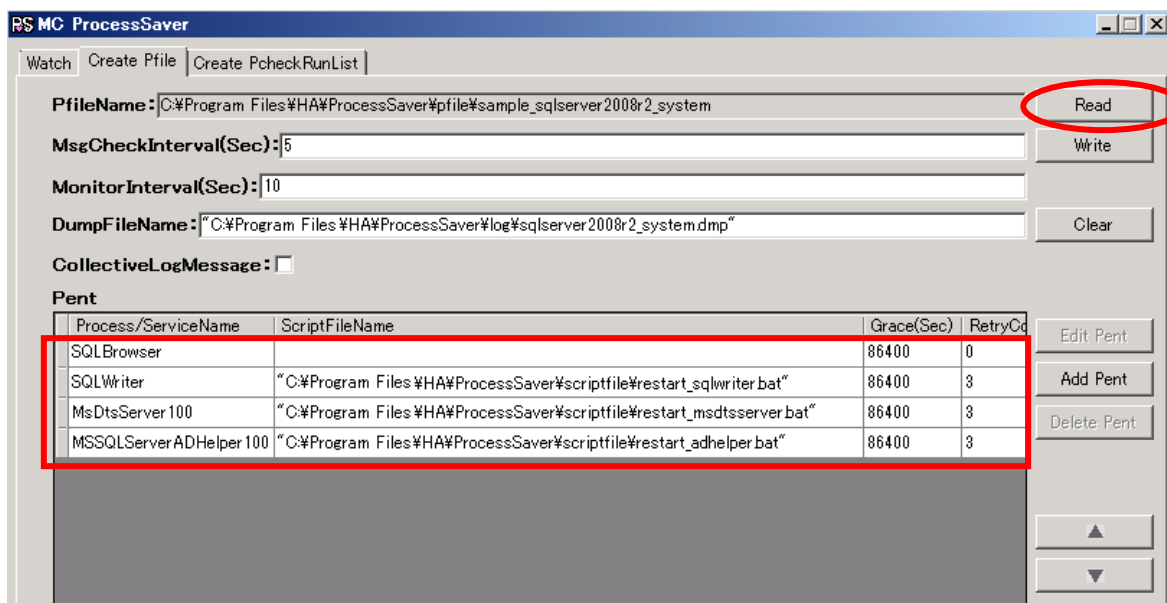 PS MC ProcessSaver
Watch Create Pfile Create PcheckRunList
PfileName: C:¥Program Files¥HA¥ProcessSaver¥pfile¥sample_sqlserver2008r2_system Read
MsgCheckInterval(Sec): 5 Write
MonitorInterval(Sec): 10
DumpFileName: "C:¥Program Files¥HA¥ProcessSaver¥log¥sqlserver2008r2_system.dmp" Clear
CollectiveLogMessage:
Pent
Process/ServiceName ScriptFileName Grace(Sec) RetryCo
Edit Pent
SQLBrowser 86400 0
SQLWriter "C:¥Program Files¥HA¥ProcessSaver¥scriptfile¥restart_sqlwriter.bat" 86400 3 Add Pent
MsDtsServer100 "C:¥Program Files¥HA¥ProcessSaver¥scriptfile¥restart_msdtsserver.bat" 86400 3
Delete Pent
MSSQLServerADHelper100 "C:¥Program Files¥HA¥ProcessSaver¥scriptfile¥restart_adhelper.bat" 86400 3